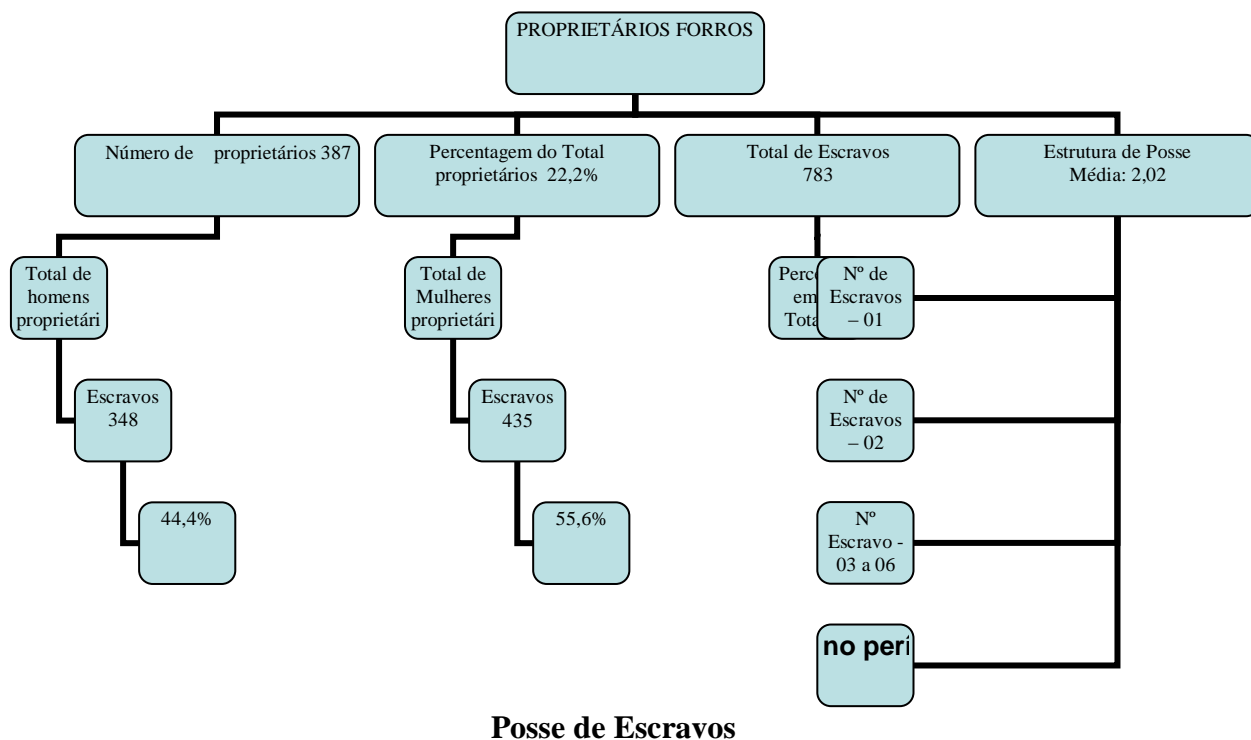 PROPRIETÁRIOS FORROS
Número de proprietários 387
Percentagem do Total
proprietários 22,2%
Total de Escravos
783
Estrutura de Posse
Média: 2,02
Total de
homens
proprietári
Total de
Mulheres
proprietári
em
Nº de
Escravos
– 01
Escravos
348
Escravos
435
Nº de
Escravos
– 02
44,4%
55,6%
Nº
Escravo -
03 a 06
no perí
Posse de Escravos